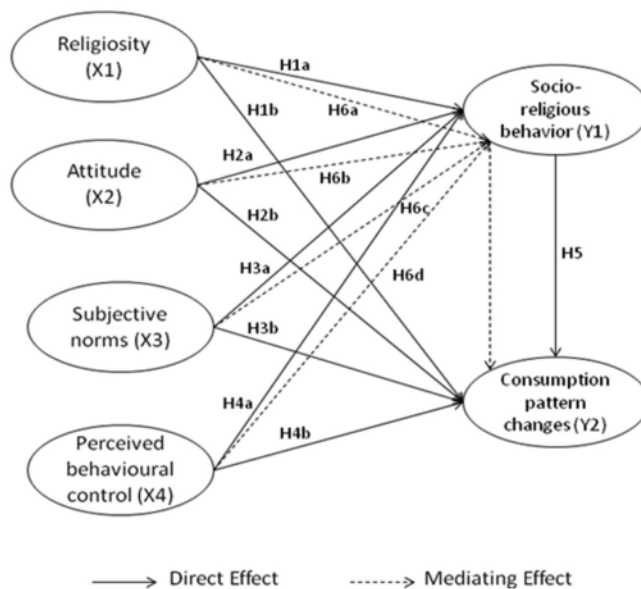 Religiosity
(X1)
H1a
Socio-
religious
behavior (Y1)
H6a
H1b
H2a
Attitude
(X2)
H6b
H6c
H2b
H5
H3a
H6d
Subjective
norms (X3)
H3b
Consumption
pattern
changes (Y2)
H4a
Perceived
behavioural
control (X4)
H4b
Direct Effect
Mediating Effect